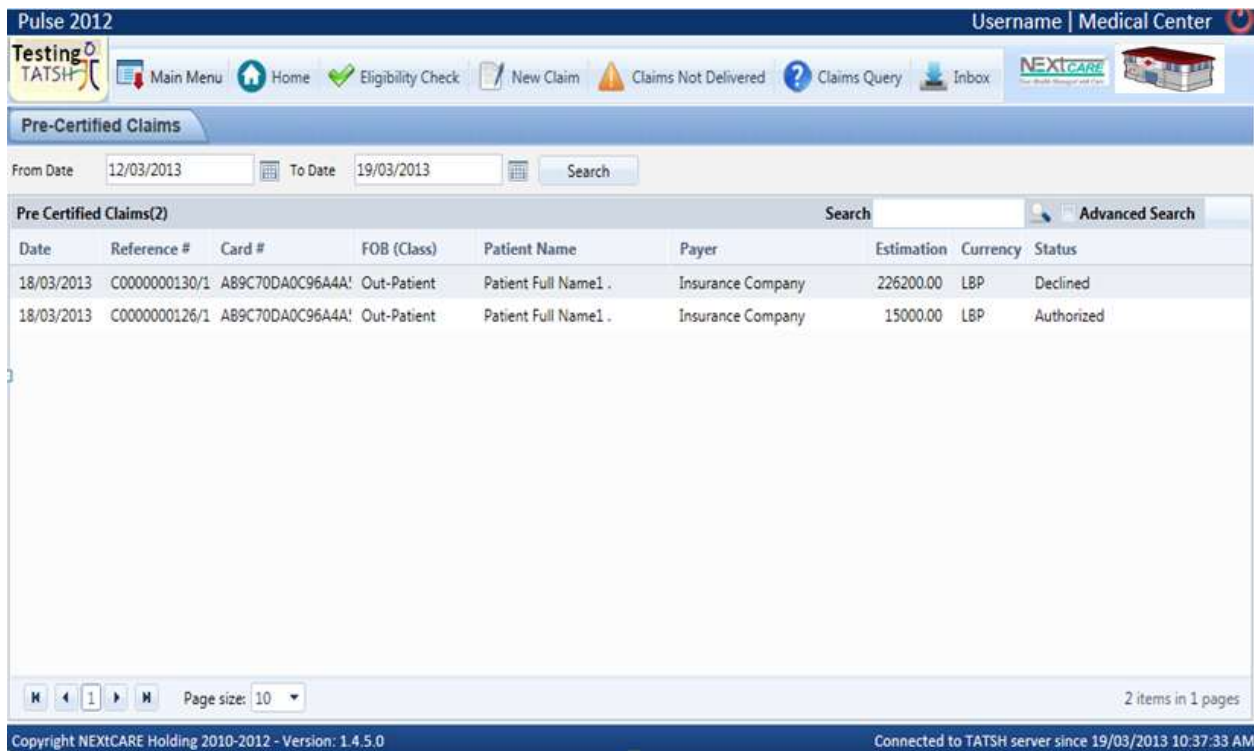 Pulse 2012 Username | Medical Center
Testing TATSH Main Menu Home Eligibility Check New Claim Claims Not Delivered Claims Query Inbox NEXtCARE
Pre-Certified Claims
From Date 12/03/2013 To Date 19/03/2013 Search
Pre Certified Claims(2) Search Advanced Search
Date Reference # Card # FOB (Class) Patient Name Payer Estimation Currency Status
18/03/2013 C0000000130/1 AB9C70DA0C96A4A Out-Patient Patient Full Name1 . Insurance Company 226200.00 LBP Declined
18/03/2013 C0000000126/1 AB9C70DA0C96A4A Out-Patient Patient Full Name1 . Insurance Company 15000.00 LBP Authorized
1 Page size: 10 2 items in 1 pages
Copyright NEXtCARE Holding 2010-2012 - Version: 1.4.5.0 Connected to TATSH server since 19/03/2013 10:37:33 AM